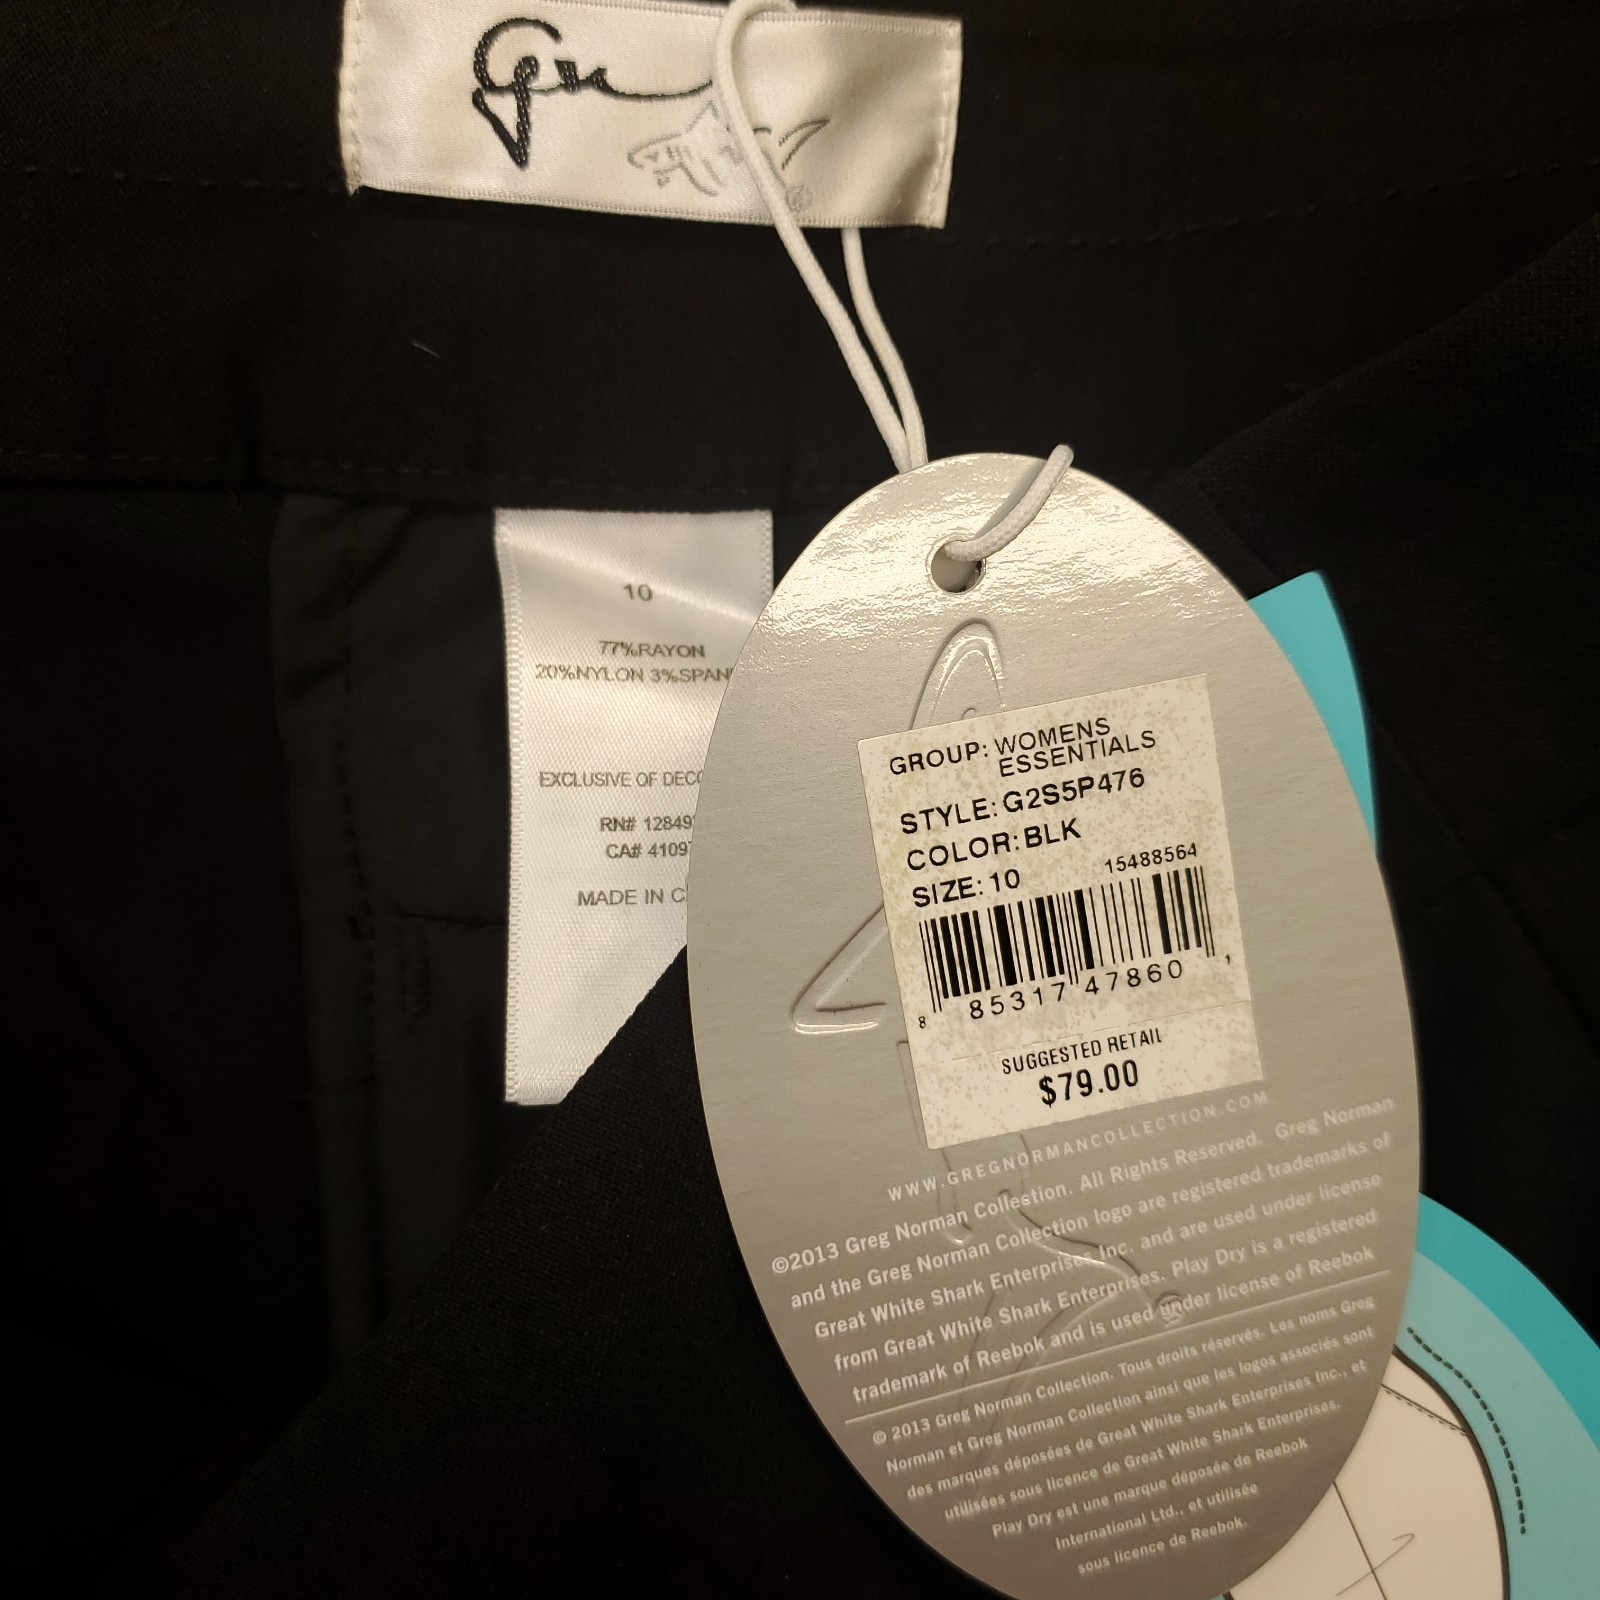 10
77%RAYON
20%NYLON 3%SPAN
EXCLUSIVE OF DECO
RN# 12849
CA# 4109
MADE IN C
GROUP: WOMENS
ESSENTIALS
STYLE: G2S5P476
COLOR: BLK
SIZE: 10
15488564
8 85317 47860 1
SUGGESTED RETAIL
$79.00
WWW.GREGNORMANCOLLECTION.COM
©2013 Greg Norman Collection. All Rights Reserved. Greg Norman
and the Greg Norman Collection logo are registered trademarks of
Great White Shark Enterprises Inc. and are used under license
from Great White Shark Enterprises. Play Dry is a registered
trademark of Reebok and is used under license of Reebok
© 2013 Greg Norman Collection. Tous droits réservés. Les noms Greg
Norman et Greg Norman Collection ainsi que les logos associés sont
des marques déposées de Great White Shark Enterprises Inc., et
utilisées sous licence de Great White Shark Enterprises.
Play Dry est une marque déposée de Reebok
International Ltd., et utilisée
sous licence de Reebok.